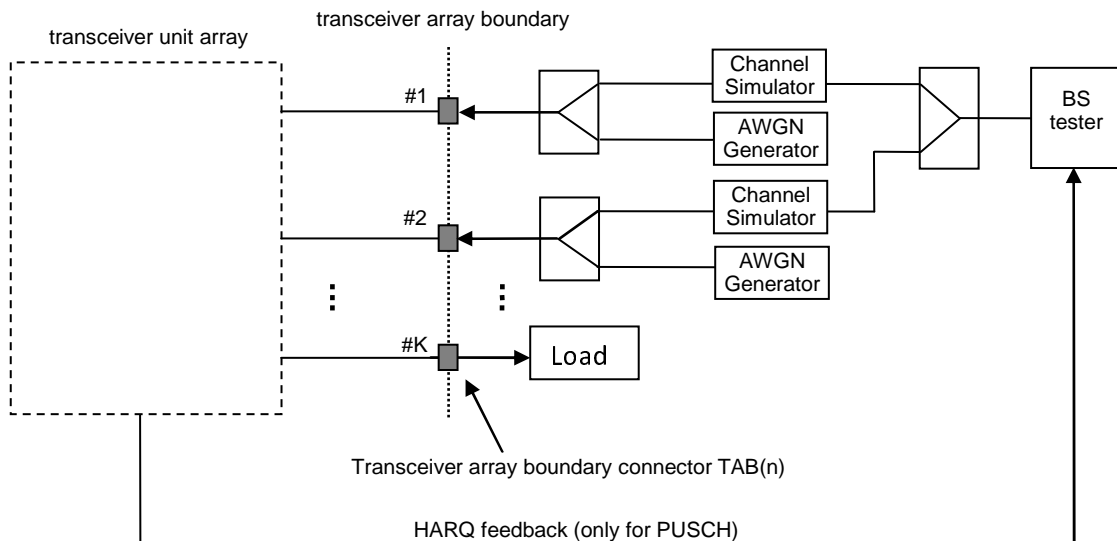 transceiver array boundary
transceiver unit array
#1
Channel
Simulator
AWGN
Generator
BS
tester
#2
Channel
Simulator
AWGN
Generator
#K
Load
Transceiver array boundary connector TAB(n)
HARQ feedback (only for PUSCH)